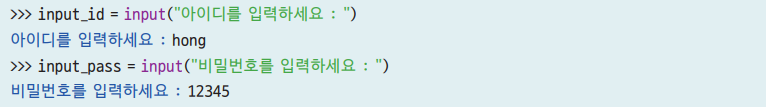 >>> input_id = input("아이디를 입력하세요 : ")
아이디를 입력하세요 : hong
>>> input_pass = input("비밀번호를 입력하세요 : ")
비밀번호를 입력하세요 : 12345